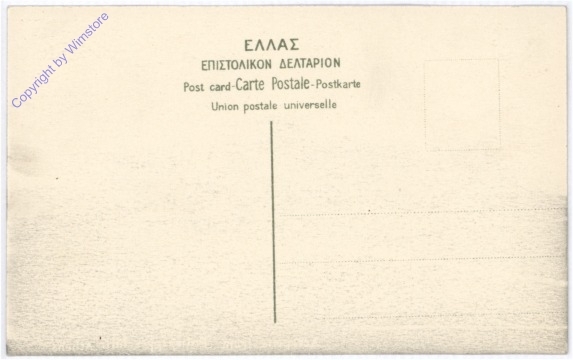 Copyright by Wimstore
ΕΛΛΑΣ
ΕΠΙΣΤΟΛΙΚΟΝ ΔΕΛΤΑΡΙΟΝ
Post card-Carte Postale-Postkarte
Union postale universelle